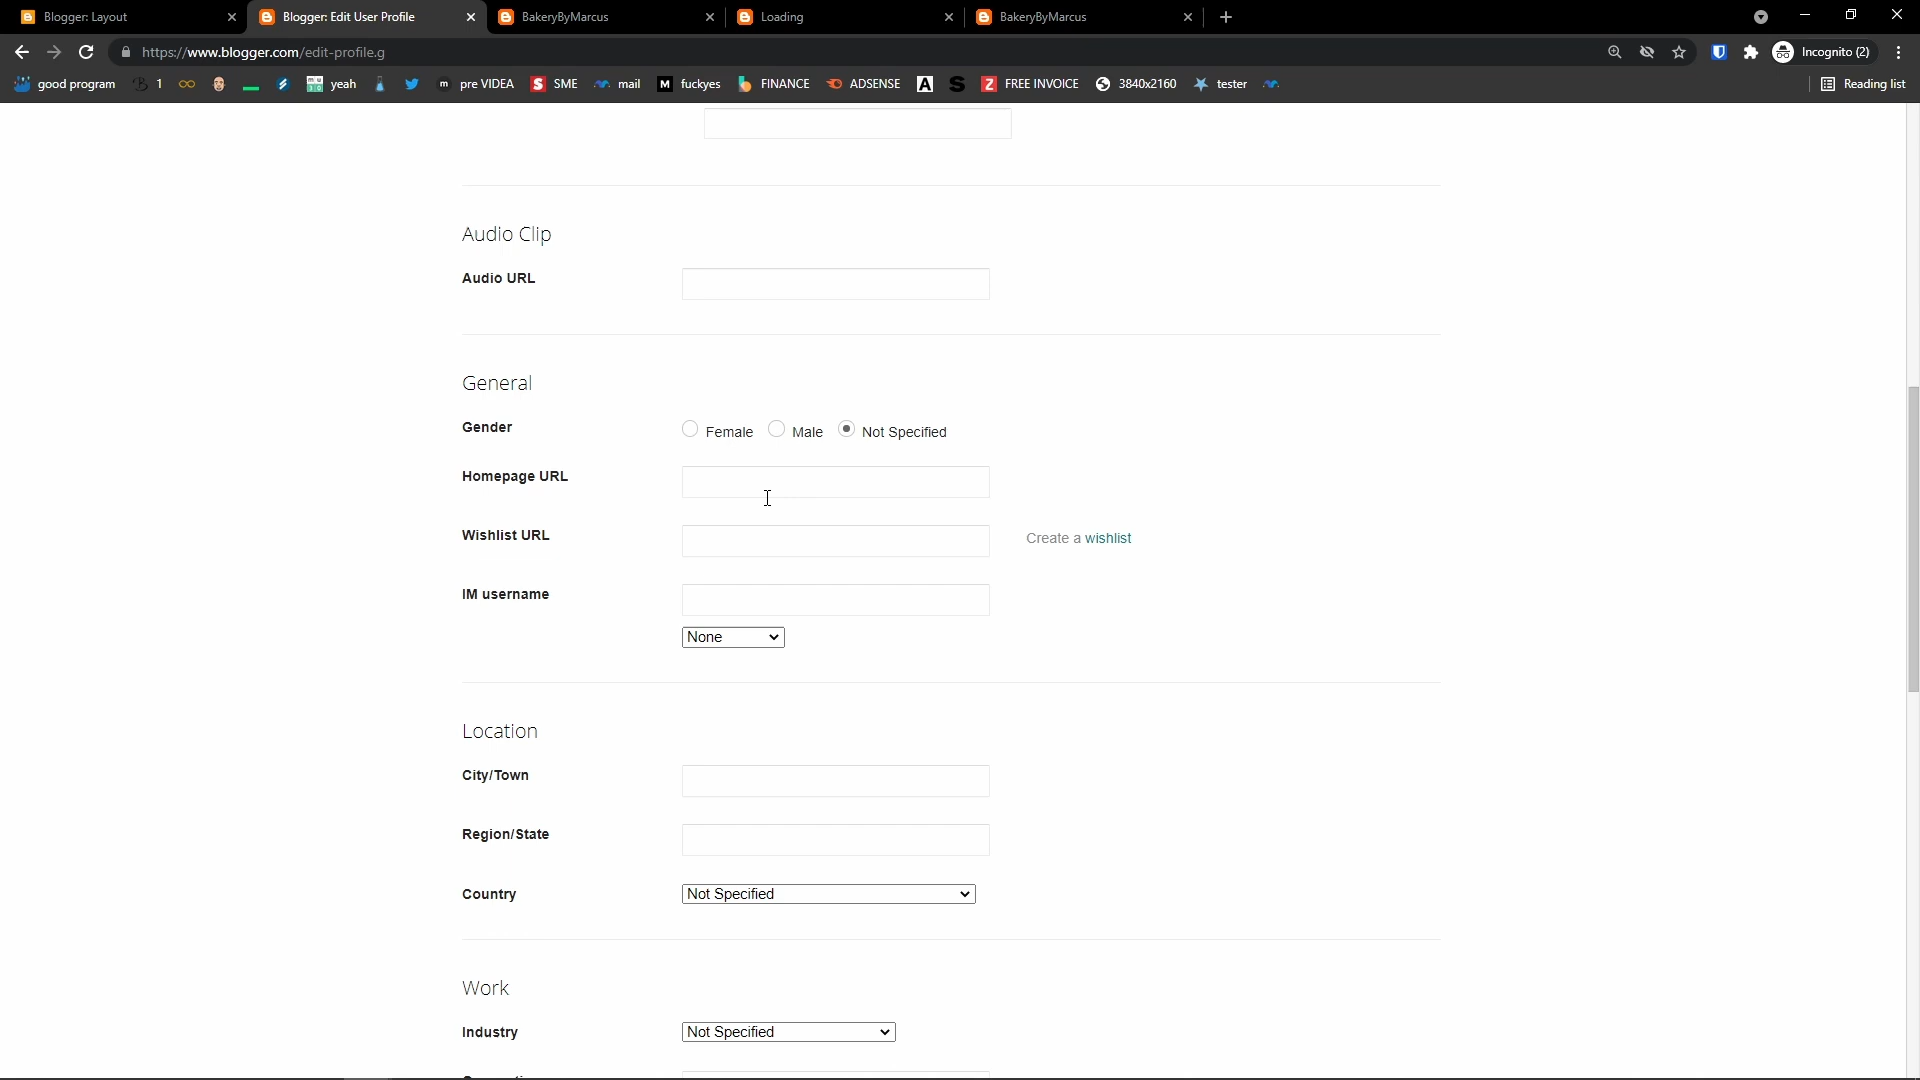 Blogger: Layout
Blogger: Edit User Profile
BakeryByMarcus
Loading
BakeryByMarcus
https://www.blogger.com/edit-profile.g
Incognito (2)
good program
1
yeah
pre VIDEA
SME
mail
fuckyes
FINANCE
ADSENSE
FREE INVOICE
3840x2160
tester
Reading list
Audio Clip
Audio URL
General
Gender
Female
Male
Not Specified
Homepage URL
Wishlist URL
Create a wishlist
IM username
None
Location
City/Town
Region/State
Country
Not Specified
Work
Industry
Not Specified